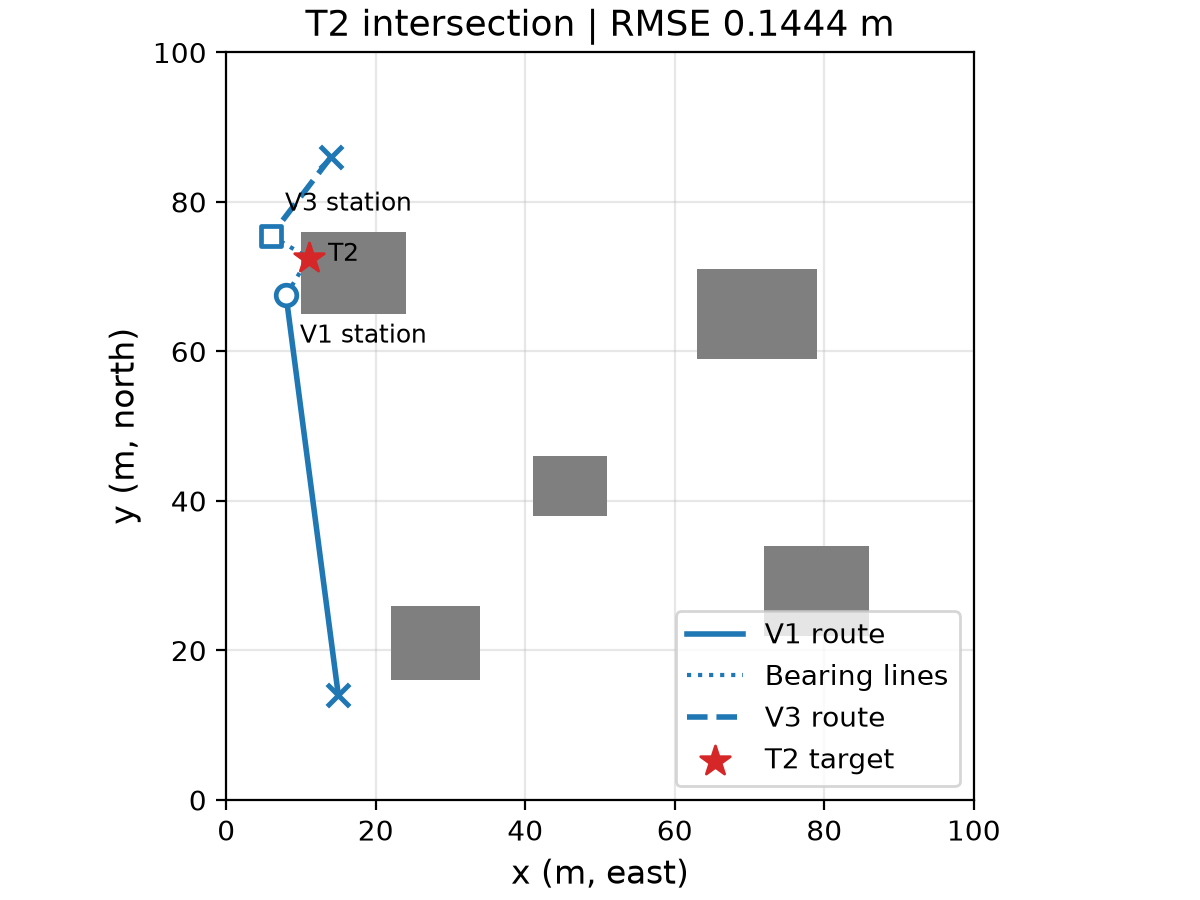 T2 intersection | RMSE 0.1444 m
100
80
60
40
20
0
y (m, north)
V3 station
T2
V1 station
V1 route
Bearing lines
V3 route
T2 target
0
20
40
60
80
100
x (m, east)